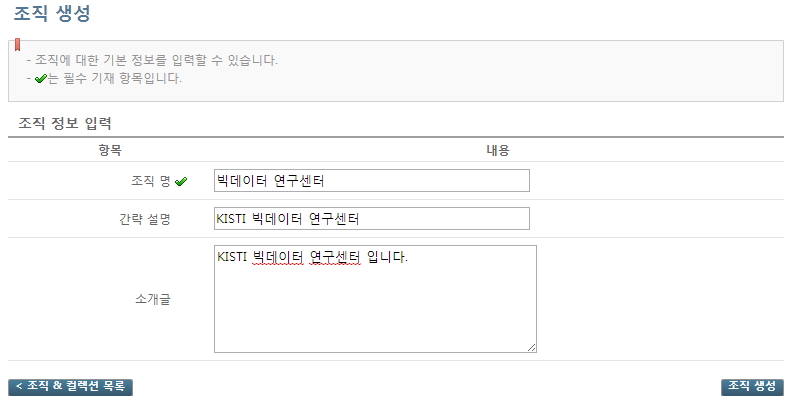 조직 생성
- 조직에 대한 기본 정보를 입력할 수 있습니다.
- ✔는 필수 기재 항목입니다.
조직 정보 입력
항목 내용
조직 명 ✔ 빅데이터 연구센터
간략 설명 KISTI 빅데이터 연구센터
소개글 KISTI 빅데이터 연구센터 입니다.
< 조직 & 컬렉션 목록 조직 생성